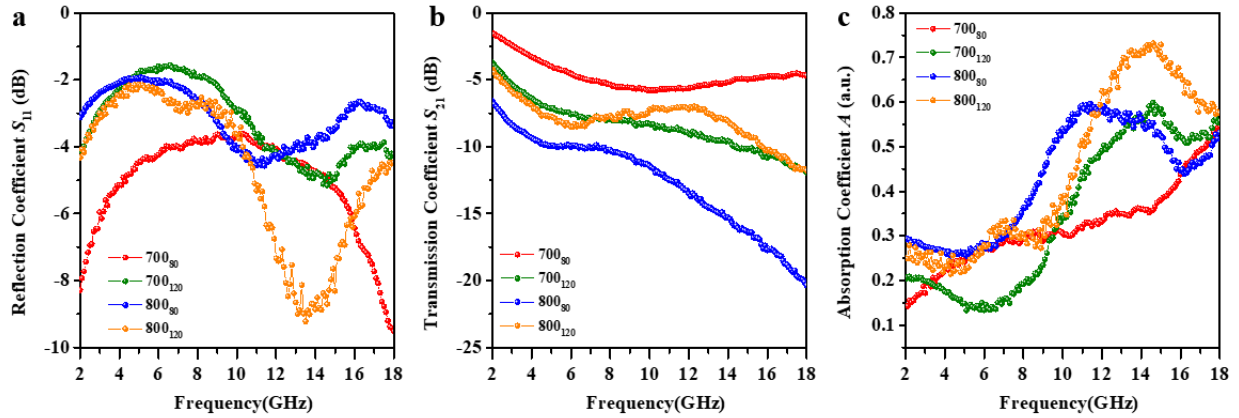 a
Reflection Coefficient S11 (dB)
0
-2
-4
-6
-8
-10
2 4 6 8 10 12 14 16 18
Frequency(GHz)
70080
700120
80080
800120
b
Transmission Coefficient S21 (dB)
0
-5
-10
-15
-20
-25
2 4 6 8 10 12 14 16 18
Frequency(GHz)
70080
700120
80080
800120
c
Absorption Coefficient A (a.u.)
0.8
0.7
0.6
0.5
0.4
0.3
0.2
0.1
2 4 6 8 10 12 14 16 18
Frequency(GHz)
70080
700120
80080
800120